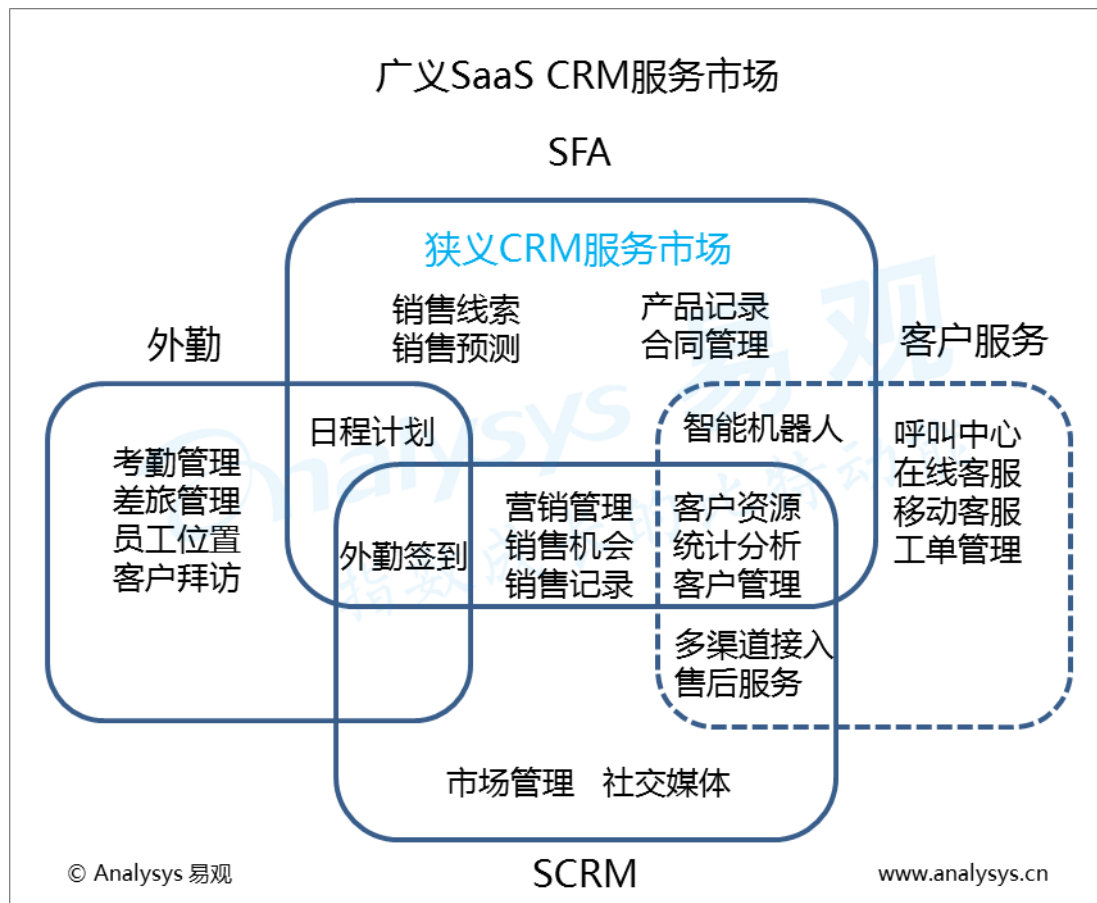 广义SaaS CRM服务市场
SFA
狭义CRM服务市场
销售线索
销售预测
产品记录
合同管理
外勤
客户服务
日程计划
智能机器人
考勤管理
差旅管理
员工位置
客户拜访
呼叫中心
在线客服
移动客服
工单管理
外勤签到
营销管理
销售机会
销售记录
客户资源
统计分析
客户管理
多渠道接入
售后服务
市场管理 社交媒体
SCRM
© Analysys 易观
www.analysys.cn
analysys 易观